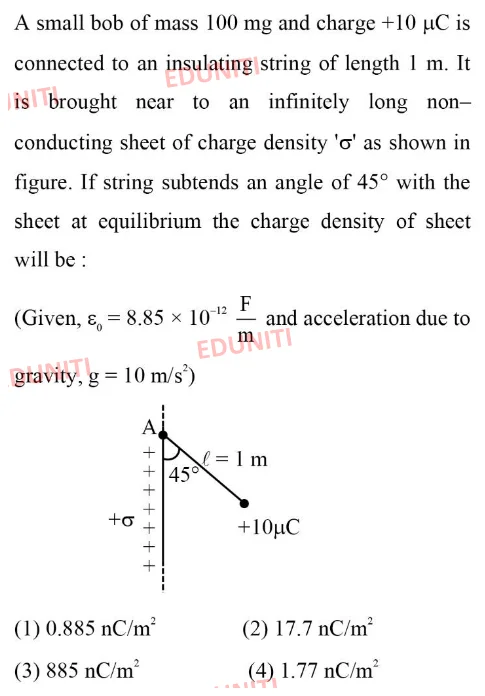 A small bob of mass 100 mg and charge +10 μC is
connected to an insulating string of length 1 m. It
is brought near to an infinitely long non–
conducting sheet of charge density 'σ' as shown in
figure. If string subtends an angle of 45° with the
sheet at equilibrium the charge density of sheet
will be :
(Given, ε₀ = 8.85 × 10⁻¹² F/m and acceleration due to
gravity, g = 10 m/s²)
A
+
+
+
+
+
+
+
45°
ℓ = 1 m
+σ
+10μC
(1) 0.885 nC/m² (2) 17.7 nC/m²
(3) 885 nC/m² (4) 1.77 nC/m²
EDUNITI
UNITI
EDUNITI
DUNITI